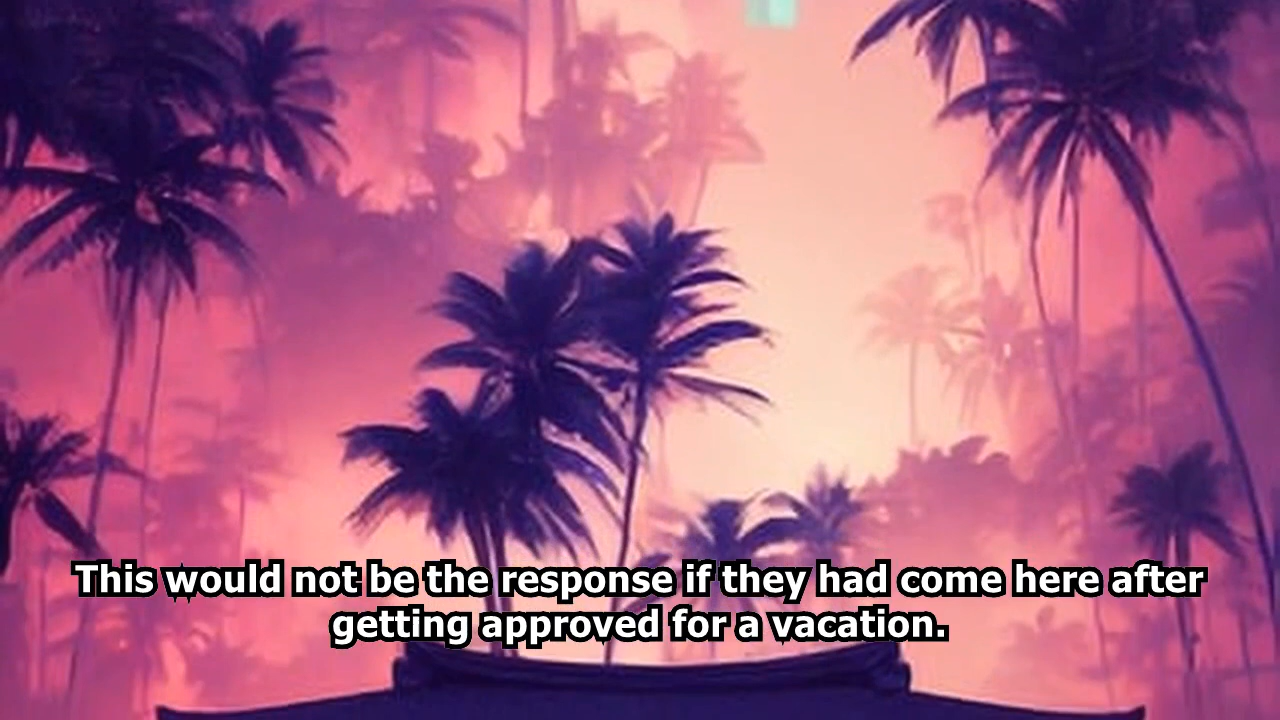 This would not be the response if they had come here after
getting approved for a vacation.